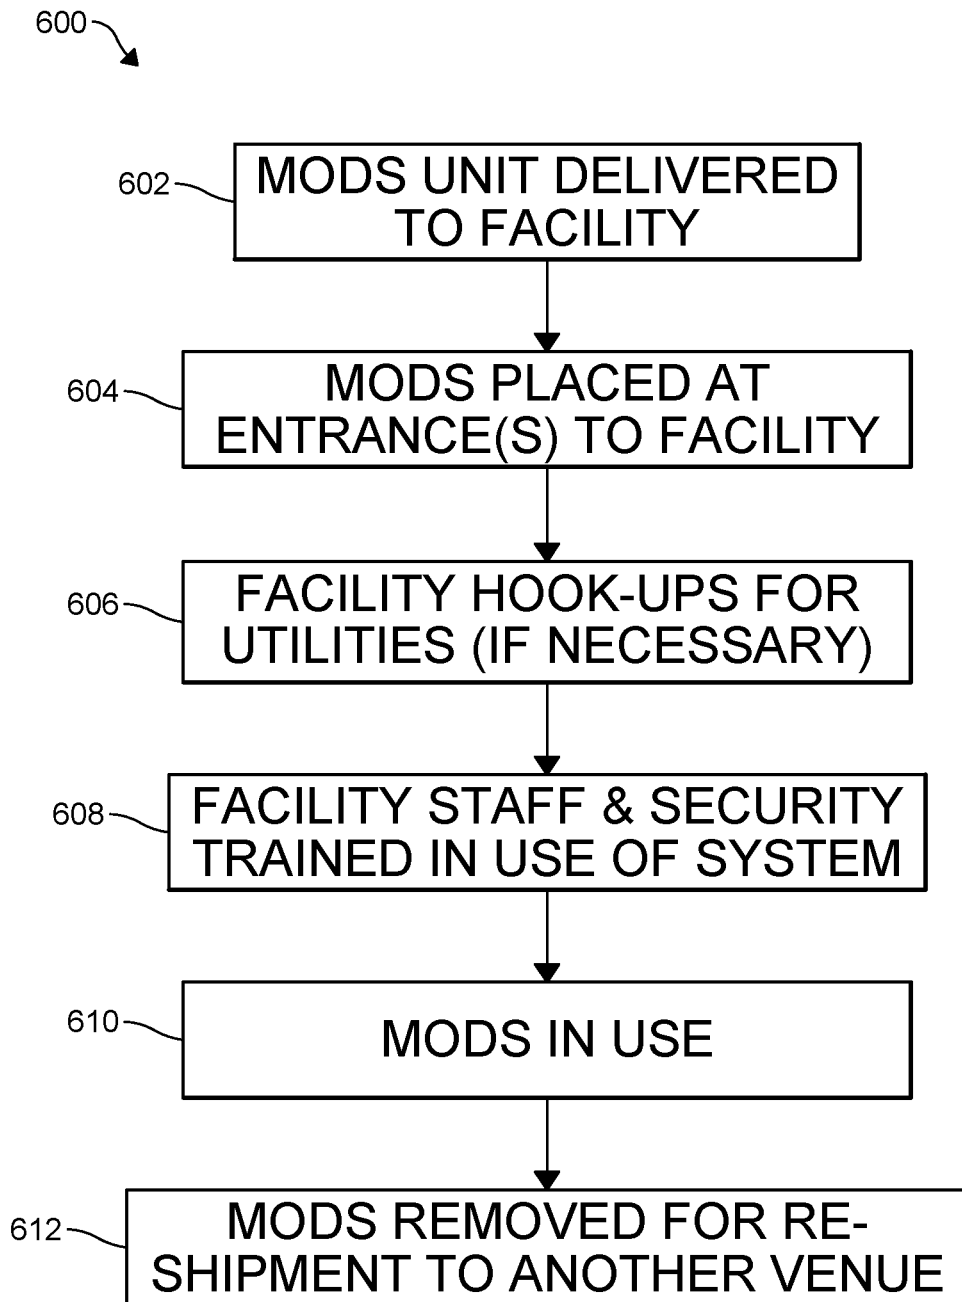 600
602
MODS UNIT DELIVERED
TO FACILITY
604
MODS PLACED AT
ENTRANCE(S) TO FACILITY
606
FACILITY HOOK-UPS FOR
UTILITIES (IF NECESSARY)
608
FACILITY STAFF & SECURITY
TRAINED IN USE OF SYSTEM
610
MODS IN USE
612
MODS REMOVED FOR RE-
SHIPMENT TO ANOTHER VENUE